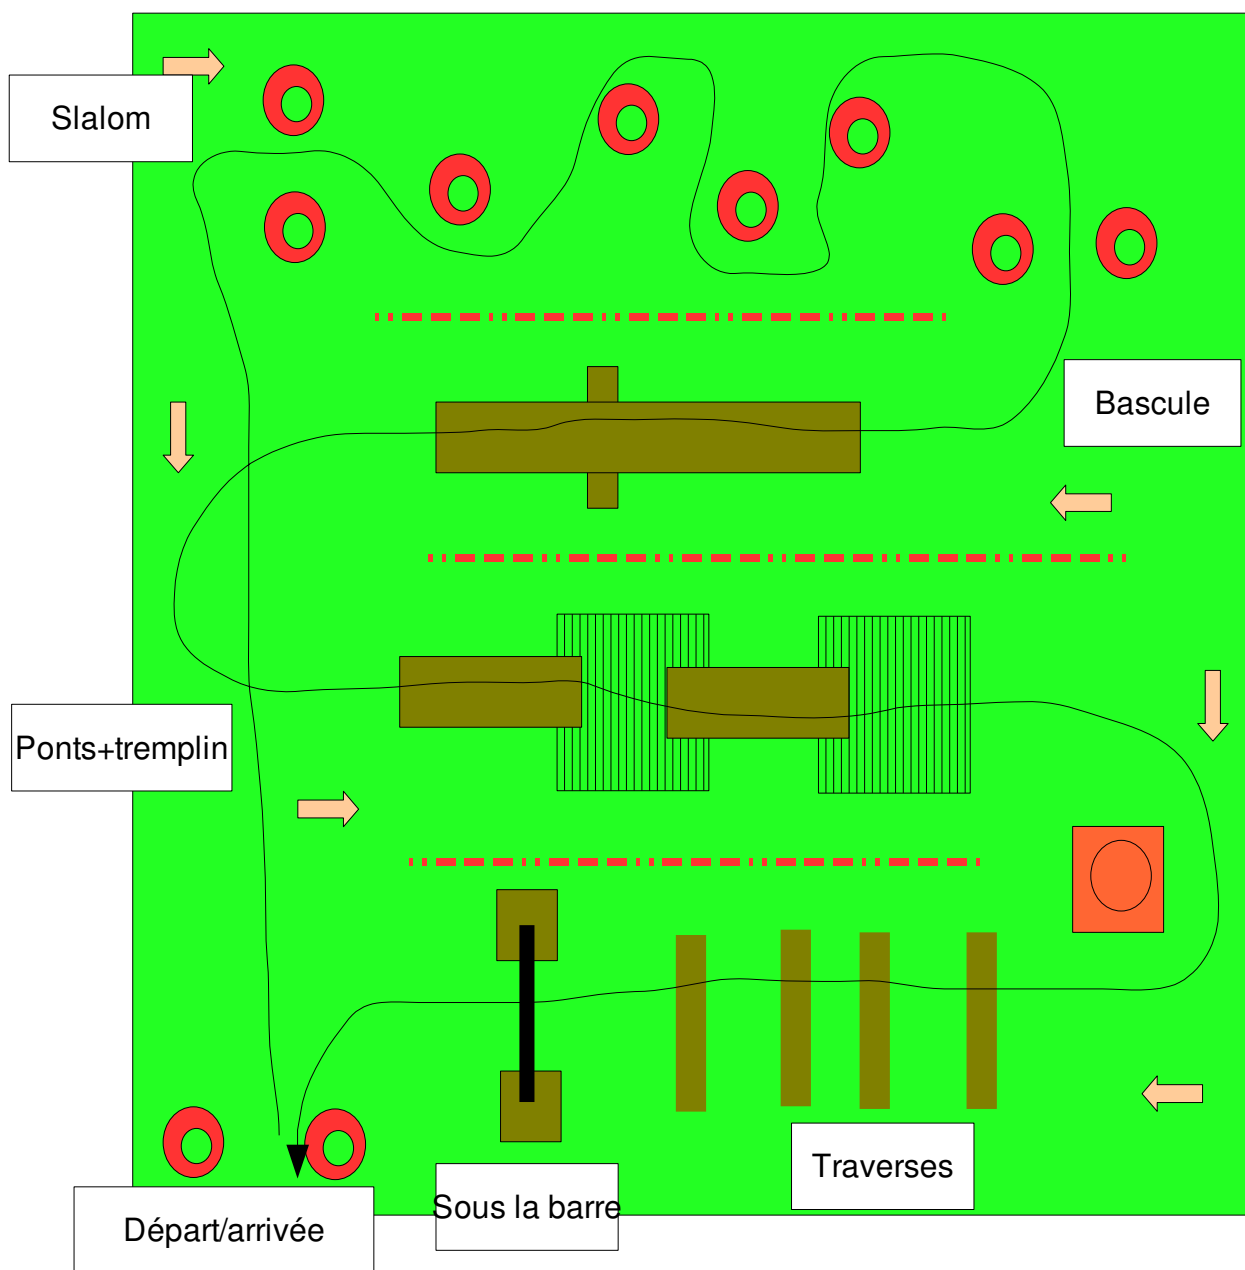 Slalom
Bascule
Ponts+tremplin
Traverses
Sous la barre
Départ/arrivée